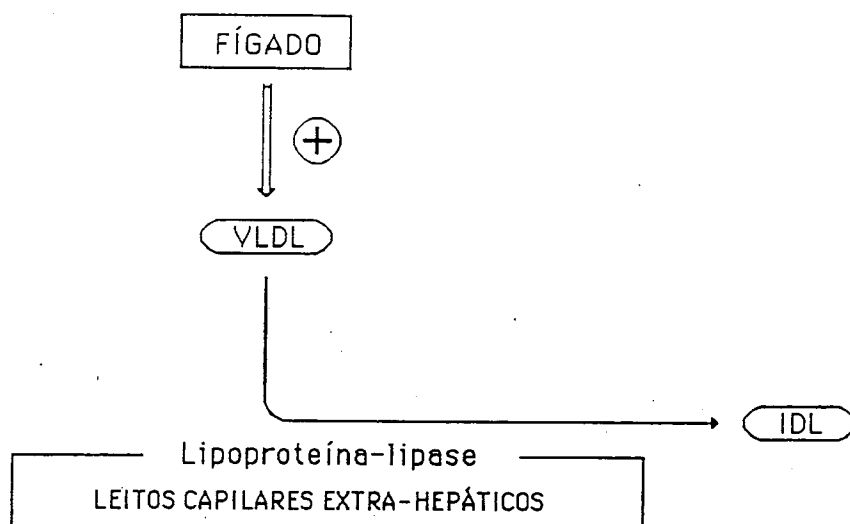 FÍGADO
+
VLDL
IDL
Lipoproteína-lipase
LEITOS CAPILARES EXTRA-HEPÁTICOS